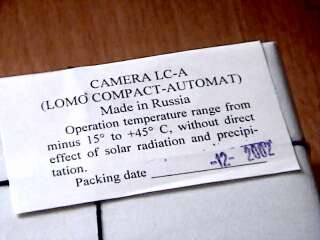 CAMERA LC-A
(LOMO COMPACT-AUTOMAT)
Made in Russia
Operation temperature range from
minus 15° to +45° C, without direct
effect of solar radiation and precipi-
tation.
Packing date -12- 2002